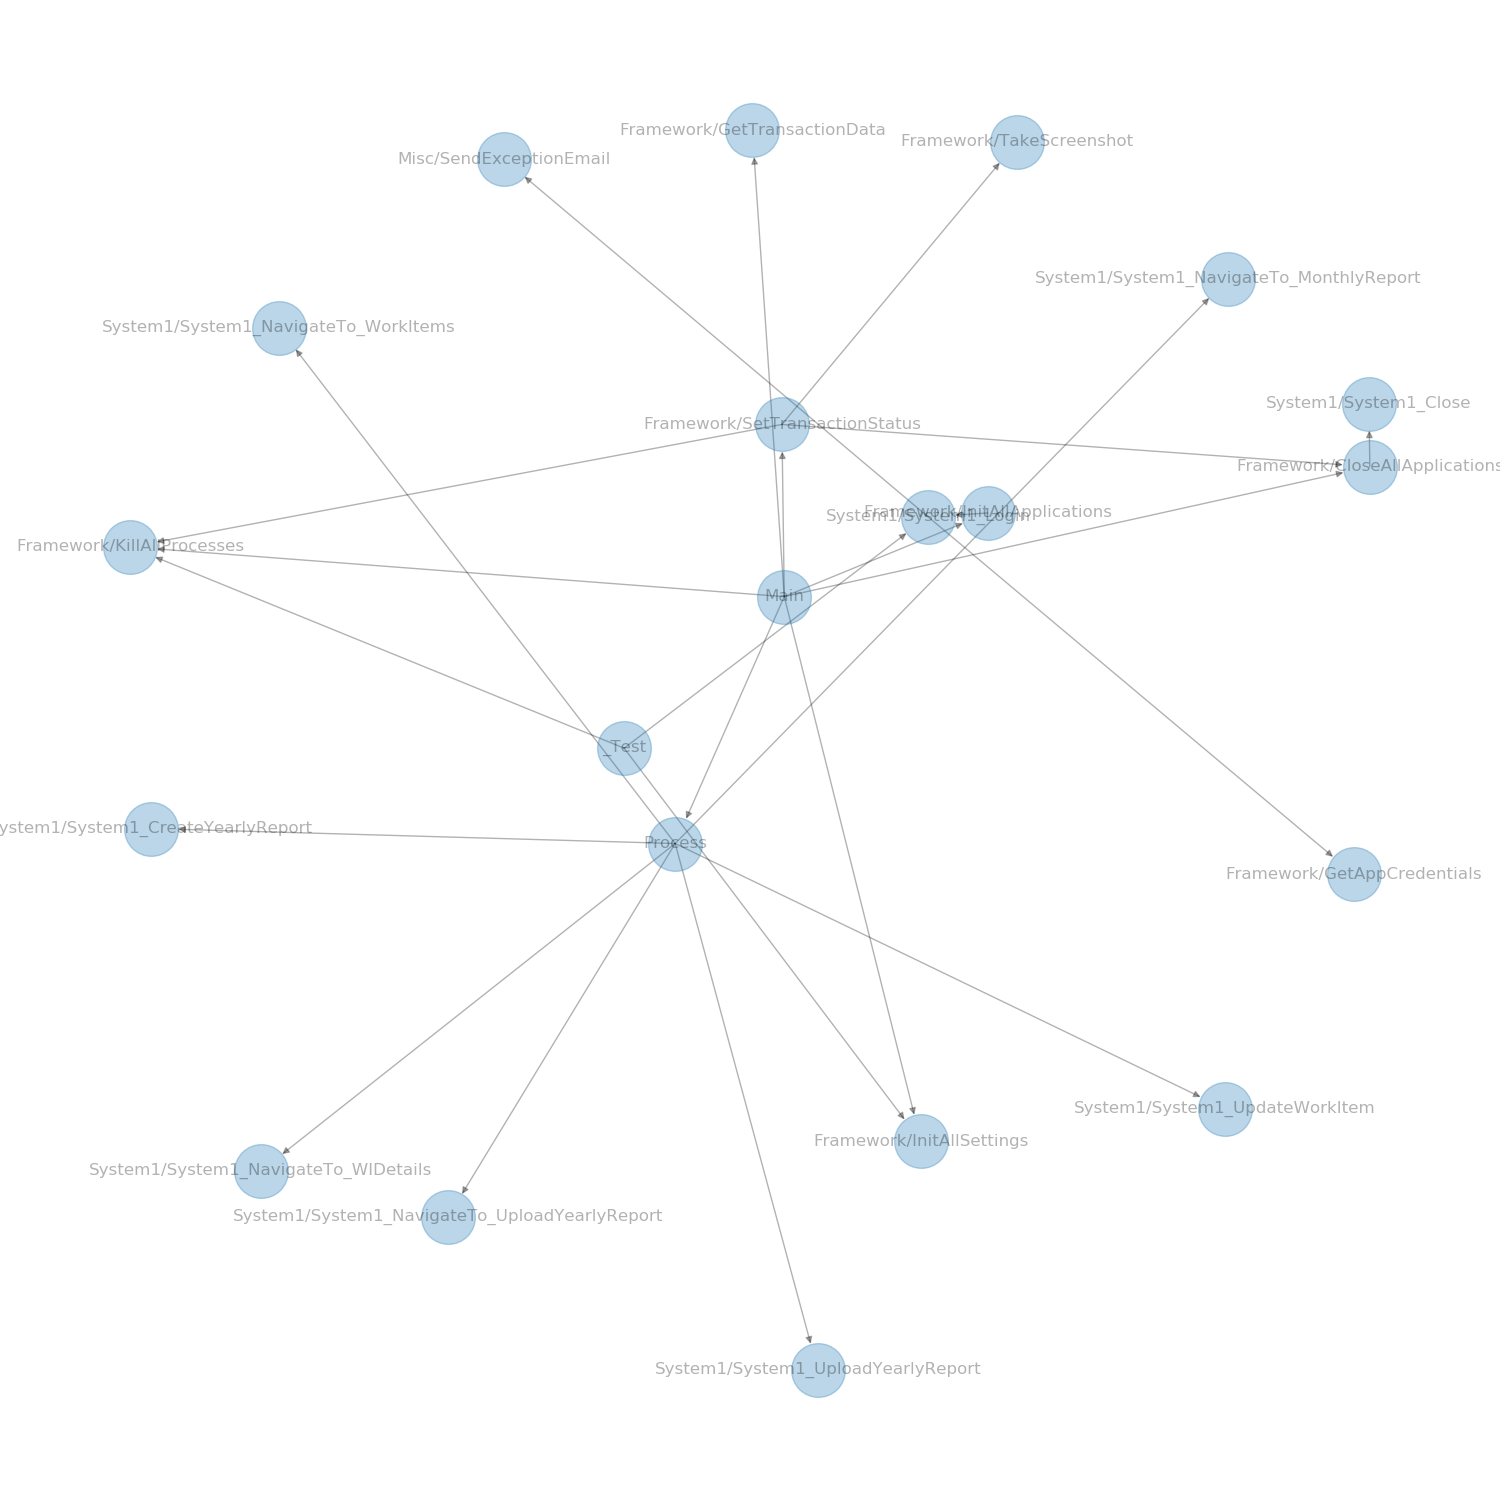 Framework/GetTransactionData
Framework/TakeScreenshot
Misc/SendExceptionEmail
System1/System1_NavigateTo_MonthlyReport
System1/System1_NavigateTo_WorkItems
System1/System1_Close
Framework/SetTransactionStatus
Framework/CloseAllApplications
Framework/InitAllApplications
System1/System1_Login
Framework/KillAllProcesses
Main
_Test
ystem1/System1_CreateYearlyReport
Process
Framework/GetAppCredentials
System1/System1_UpdateWorkItem
Framework/InitAllSettings
System1/System1_NavigateTo_WIDetails
System1/System1_NavigateTo_UploadYearlyReport
System1/System1_UploadYearlyReport